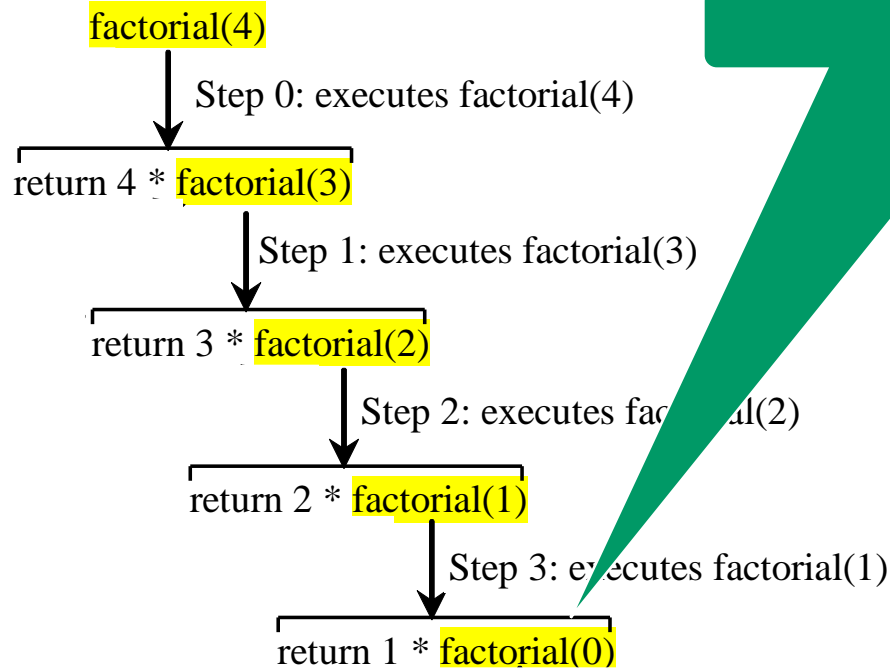 factorial(4)
Step 0: executes factorial(4)
return 4 * factorial(3)
Step 1: executes factorial(3)
return 3 * factorial(2)
Step 2: executes
return 2 * factorial(1)
Step 3: executes factorial(1)
return 1 * factorial(0)